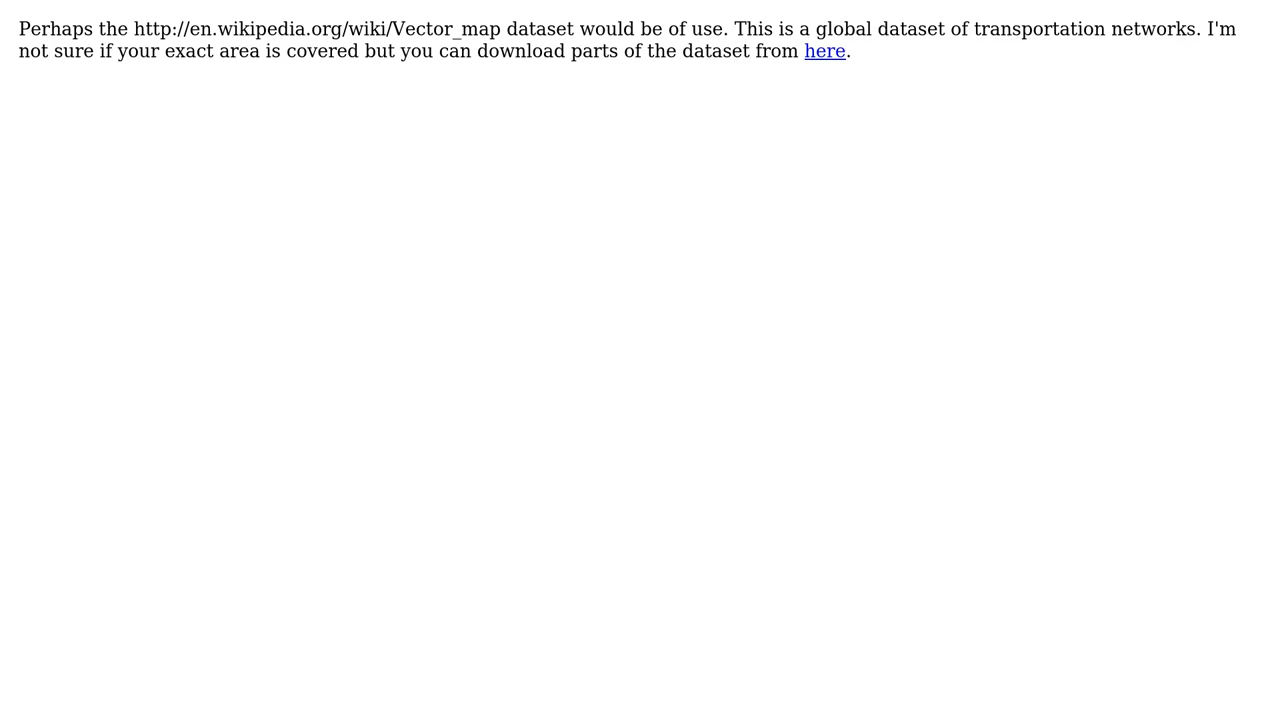 Perhaps the http://en.wikipedia.org/wiki/Vector_map dataset would be of use. This is a global dataset of transportation networks. I'm
not sure if your exact area is covered but you can download parts of the dataset from here.